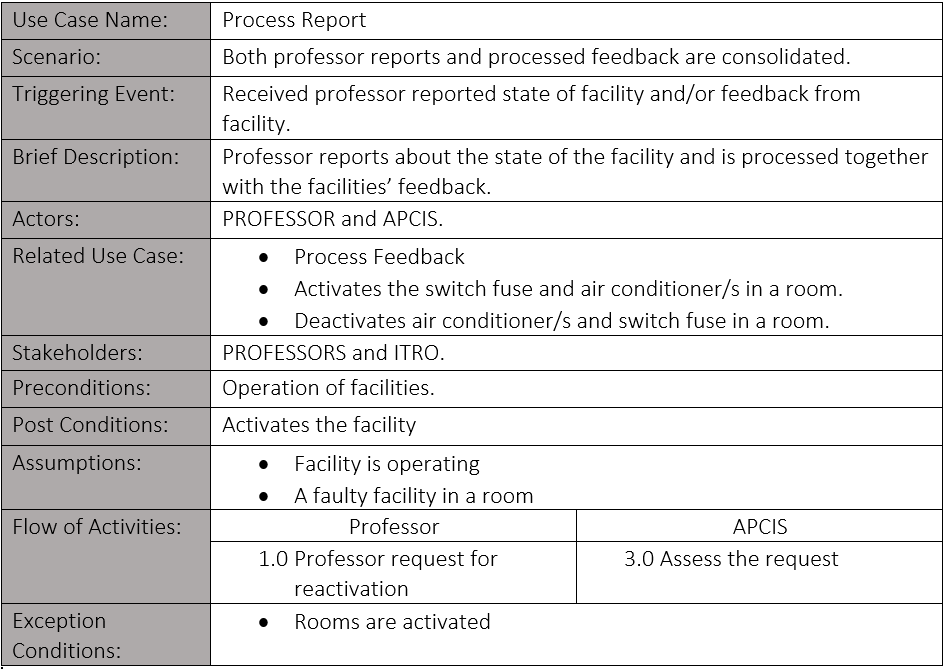 Use Case Name: Process Report
Scenario: Both professor reports and processed feedback are consolidated.
Triggering Event: Received professor reported state of facility and/or feedback from
facility.
Brief Description: Professor reports about the state of the facility and is processed together
with the facilities’ feedback.
Actors: PROFESSOR and APCIS.
Related Use Case: • Process Feedback
• Activates the switch fuse and air conditioner/s in a room.
• Deactivates air conditioner/s and switch fuse in a room.
Stakeholders: PROFESSORS and ITRO.
Preconditions: Operation of facilities.
Post Conditions: Activates the facility
Assumptions: • Facility is operating
• A faulty facility in a room
Flow of Activities: Professor APCIS
1.0 Professor request for 3.0 Assess the request
reactivation
Exception • Rooms are activated
Conditions: